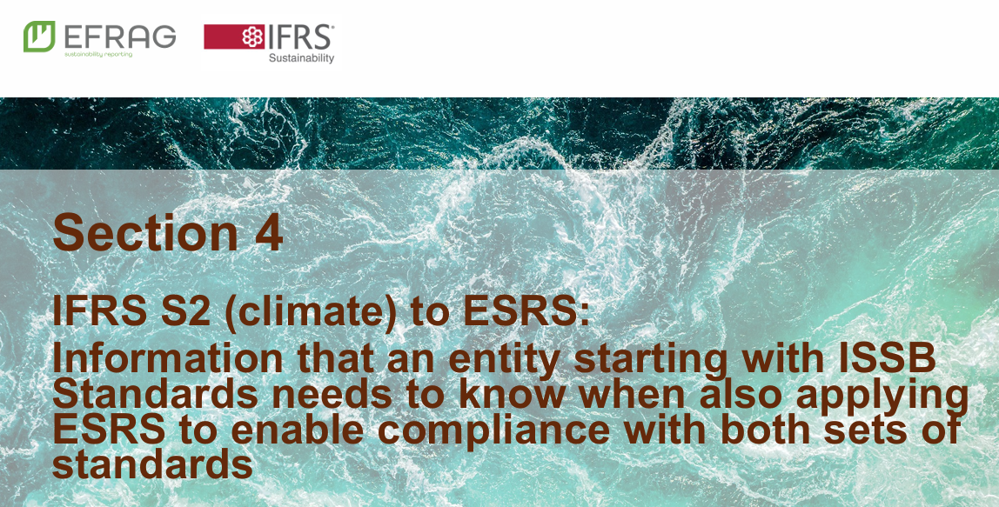 EFRAG
sustainability reporting
IFRS®
Sustainability
Section 4
IFRS S2 (climate) to ESRS:
Information that an entity starting with ISSB
Standards needs to know when also applying
ESRS to enable compliance with both sets of
standards